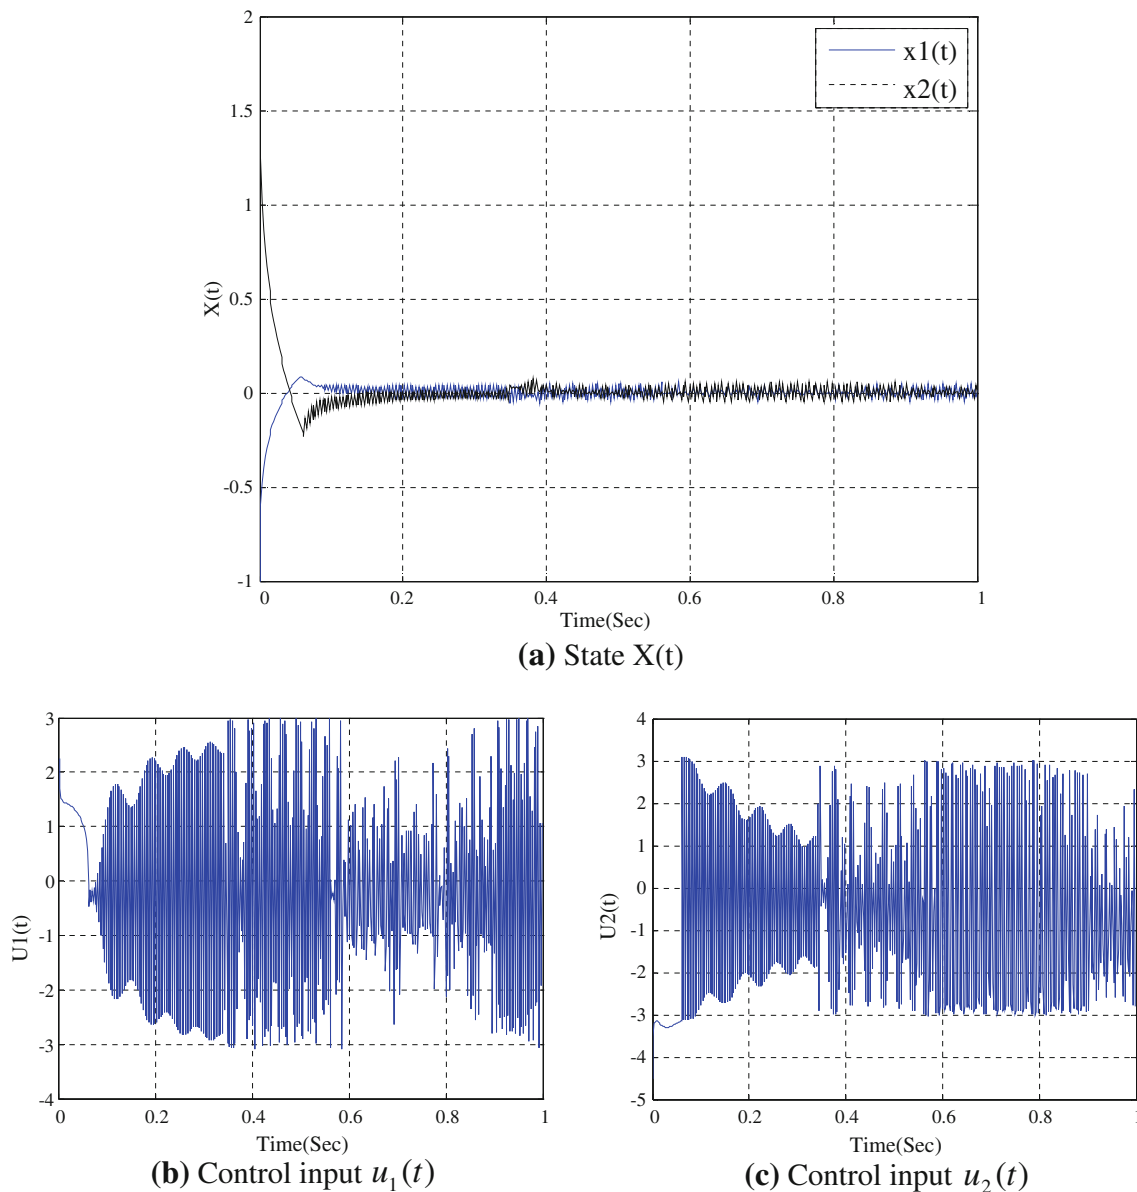 2
1.5
1
0.5
0
-0.5
-1
X(t)
x1(t)
x2(t)
0 0.2 0.4 0.6 0.8 1
Time(Sec)
(a) State X(t)
3
2
1
0
-1
-2
-3
-4
U1(t)
0 0.2 0.4 0.6 0.8 1
Time(Sec)
(b) Control input u₁(t)
4
3
2
1
0
-1
-2
-3
-4
-5
U2(t)
0 0.2 0.4 0.6 0.8 1
Time(Sec)
(c) Control input u₂(t)